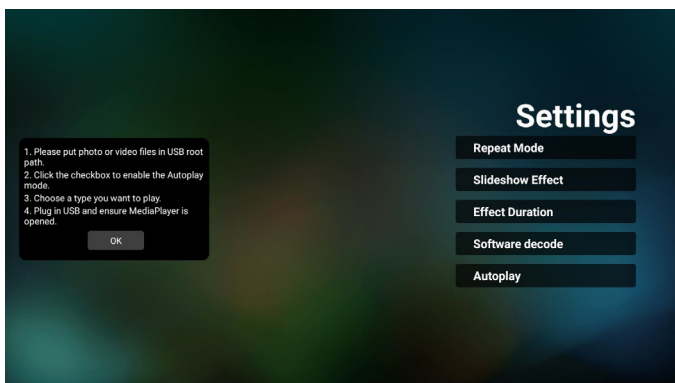 Settings
1. Please put photo or video files in USB root
path.
2. Click the checkbox to enable the Autoplay
mode.
3. Choose a type you want to play.
4. Plug in USB and ensure MediaPlayer is
opened.
OK
Repeat Mode
Slideshow Effect
Effect Duration
Software decode
Autoplay